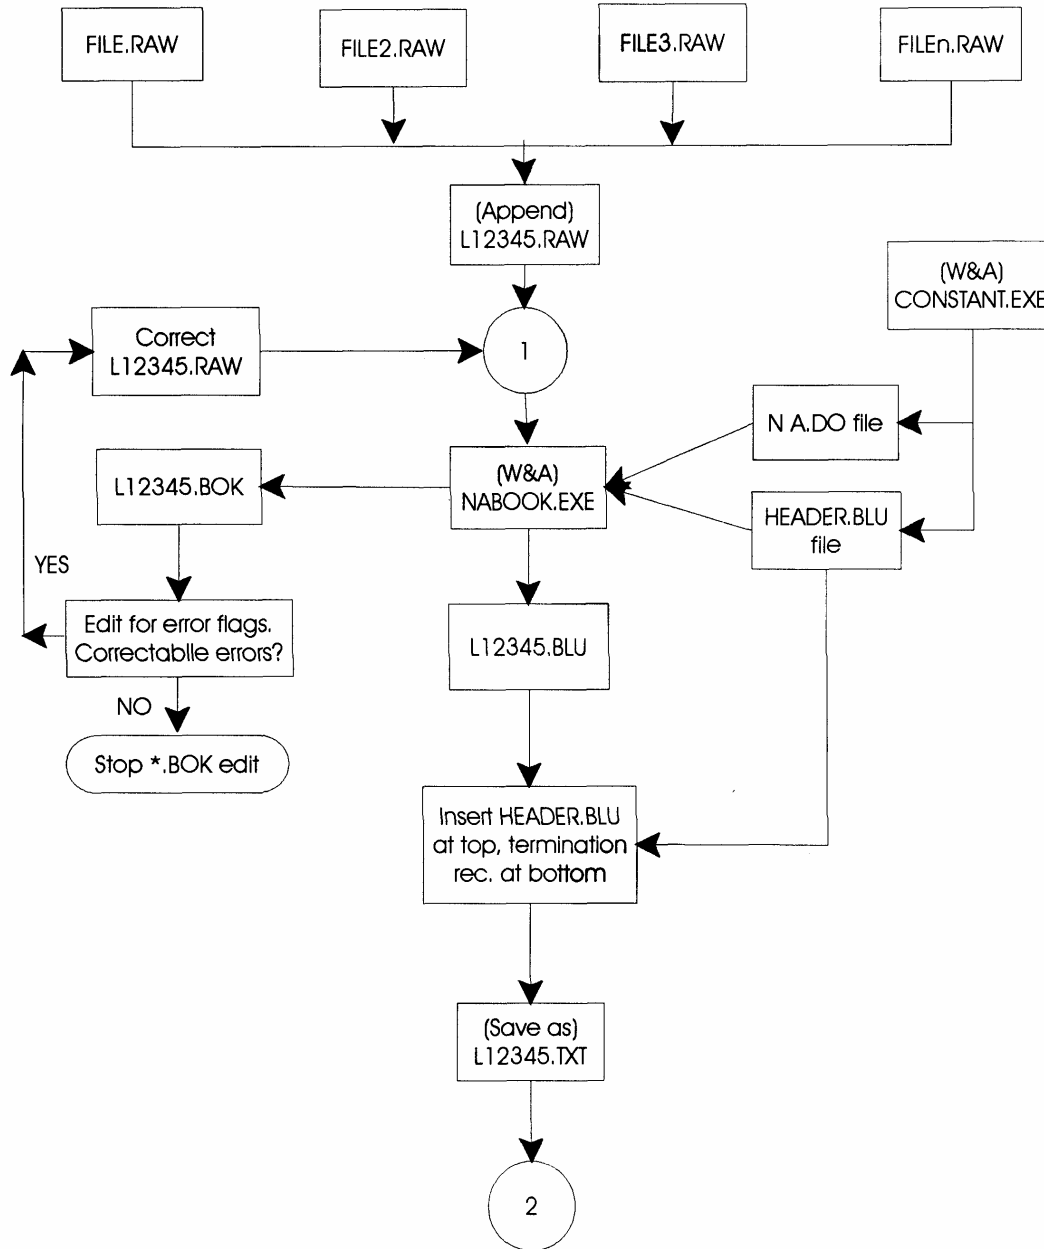 FILE.RAW
FILE2.RAW
FILE3.RAW
FILEn.RAW
(Append)
L12345.RAW
(W&A)
CONSTANT.EXE
Correct
L12345.RAW
1
N A.DO file
L12345.BOK
(W&A)
NABOOK.EXE
HEADER.BLU
file
YES
Edit for error flags.
Correctablle errors?
L12345.BLU
NO
Stop *.BOK edit
Insert HEADER.BLU
at top, termination
rec. at bottom
(Save as)
L12345.TXT
2